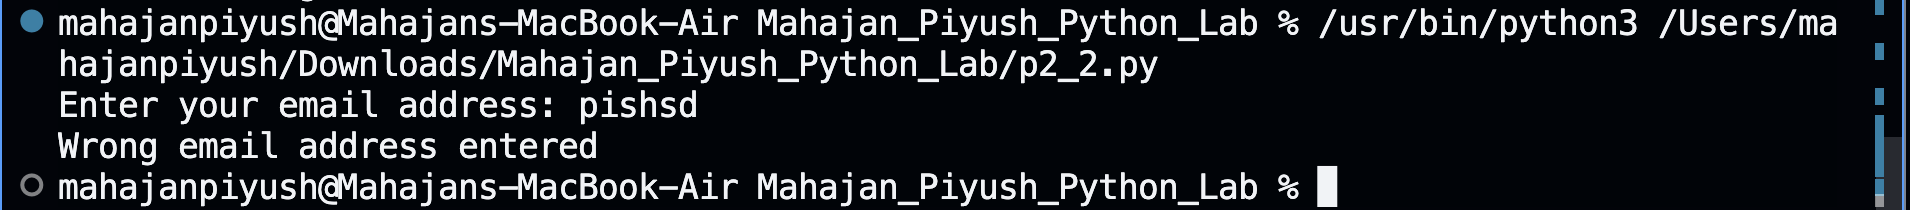 mahajanpiyush@Mahajans-MacBook-Air Mahajan_Piyush_Python_Lab % /usr/bin/python3 /Users/ma
hajanpiyush/Downloads/Mahajan_Piyush_Python_Lab/p2_2.py
Enter your email address: pishsd
Wrong email address entered
mahajanpiyush@Mahajans-MacBook-Air Mahajan_Piyush_Python_Lab %